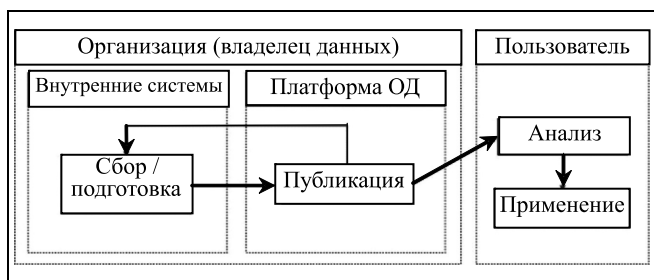 Организация (владелец данных)
Пользователь
Внутренние системы
Платформа ОД
Сбор /
подготовка
Публикация
Анализ
Применение